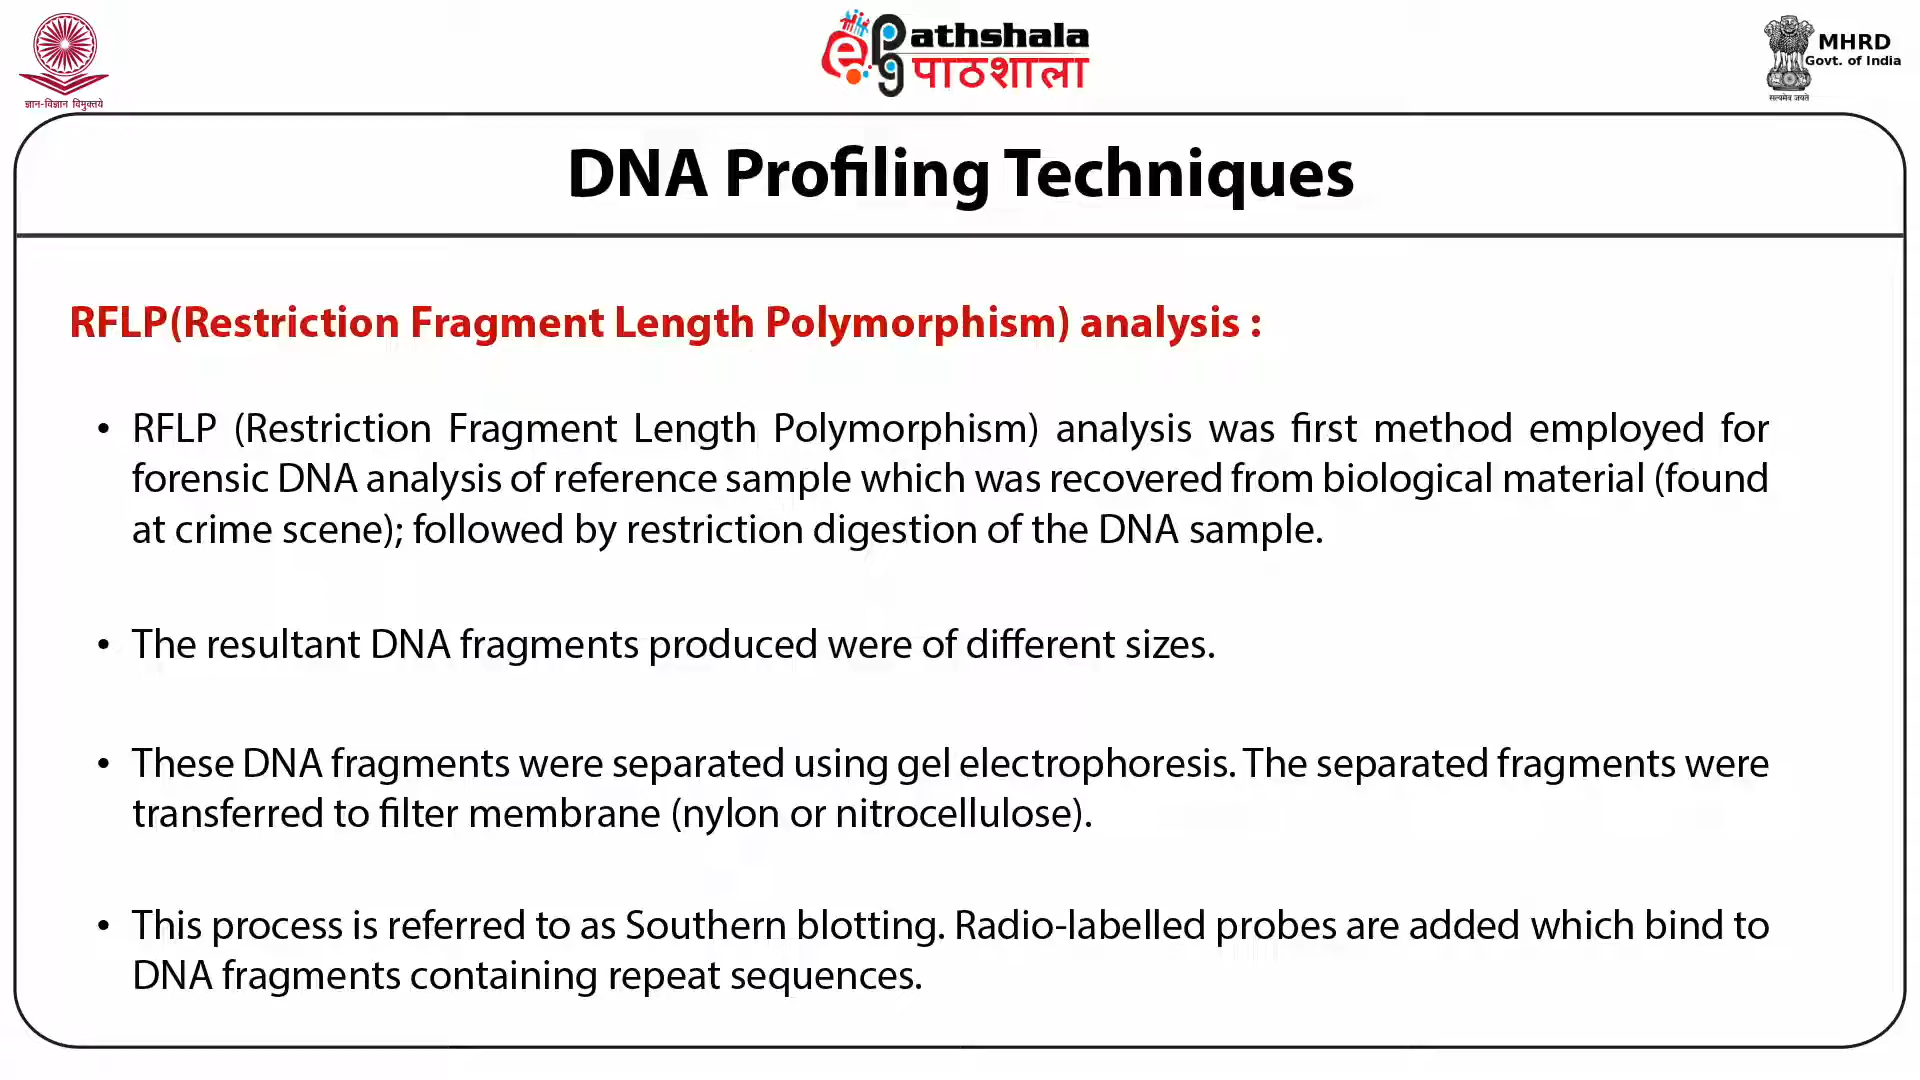 ज्ञान-विज्ञान विमुक्तये
ePathshala
पाठशाला
MHRD
Govt. of India
सत्यमेव जयते
DNA Profiling Techniques
RFLP(Restriction Fragment Length Polymorphism) analysis :
• RFLP (Restriction Fragment Length Polymorphism) analysis was first method employed for
forensic DNA analysis of reference sample which was recovered from biological material (found
at crime scene); followed by restriction digestion of the DNA sample.
• The resultant DNA fragments produced were of different sizes.
• These DNA fragments were separated using gel electrophoresis. The separated fragments were
transferred to filter membrane (nylon or nitrocellulose).
• This process is referred to as Southern blotting. Radio-labelled probes are added which bind to
DNA fragments containing repeat sequences.